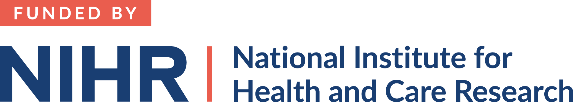 FUNDED BY
NIHR
National Institute for
Health and Care Research